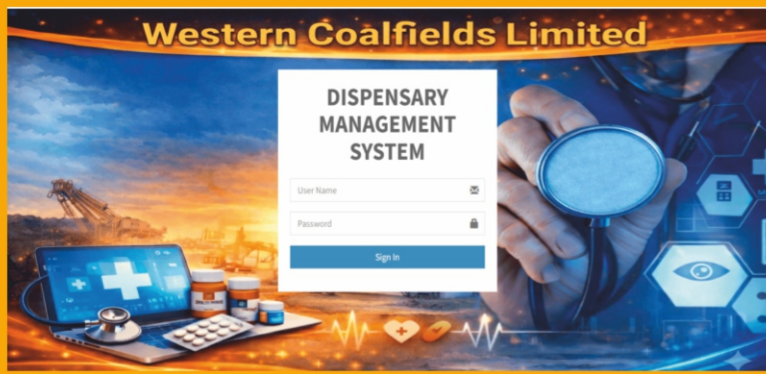 Western Coalfields Limited
DISPENSARY
MANAGEMENT
SYSTEM
User Name
Password
Sign In